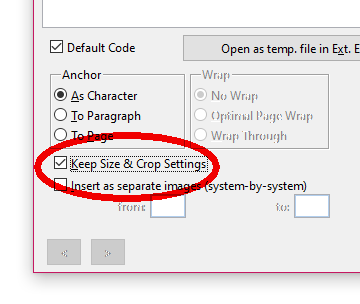 Default Code
Open as temp. file in Ext. E
Anchor
Wrap
As Character
No Wrap
To Paragraph
Optimal Page Wrap
To Page
Wrap Through
Keep Size & Crop Settings
Insert as separate images (system-by-system)
from:
to:
«
»